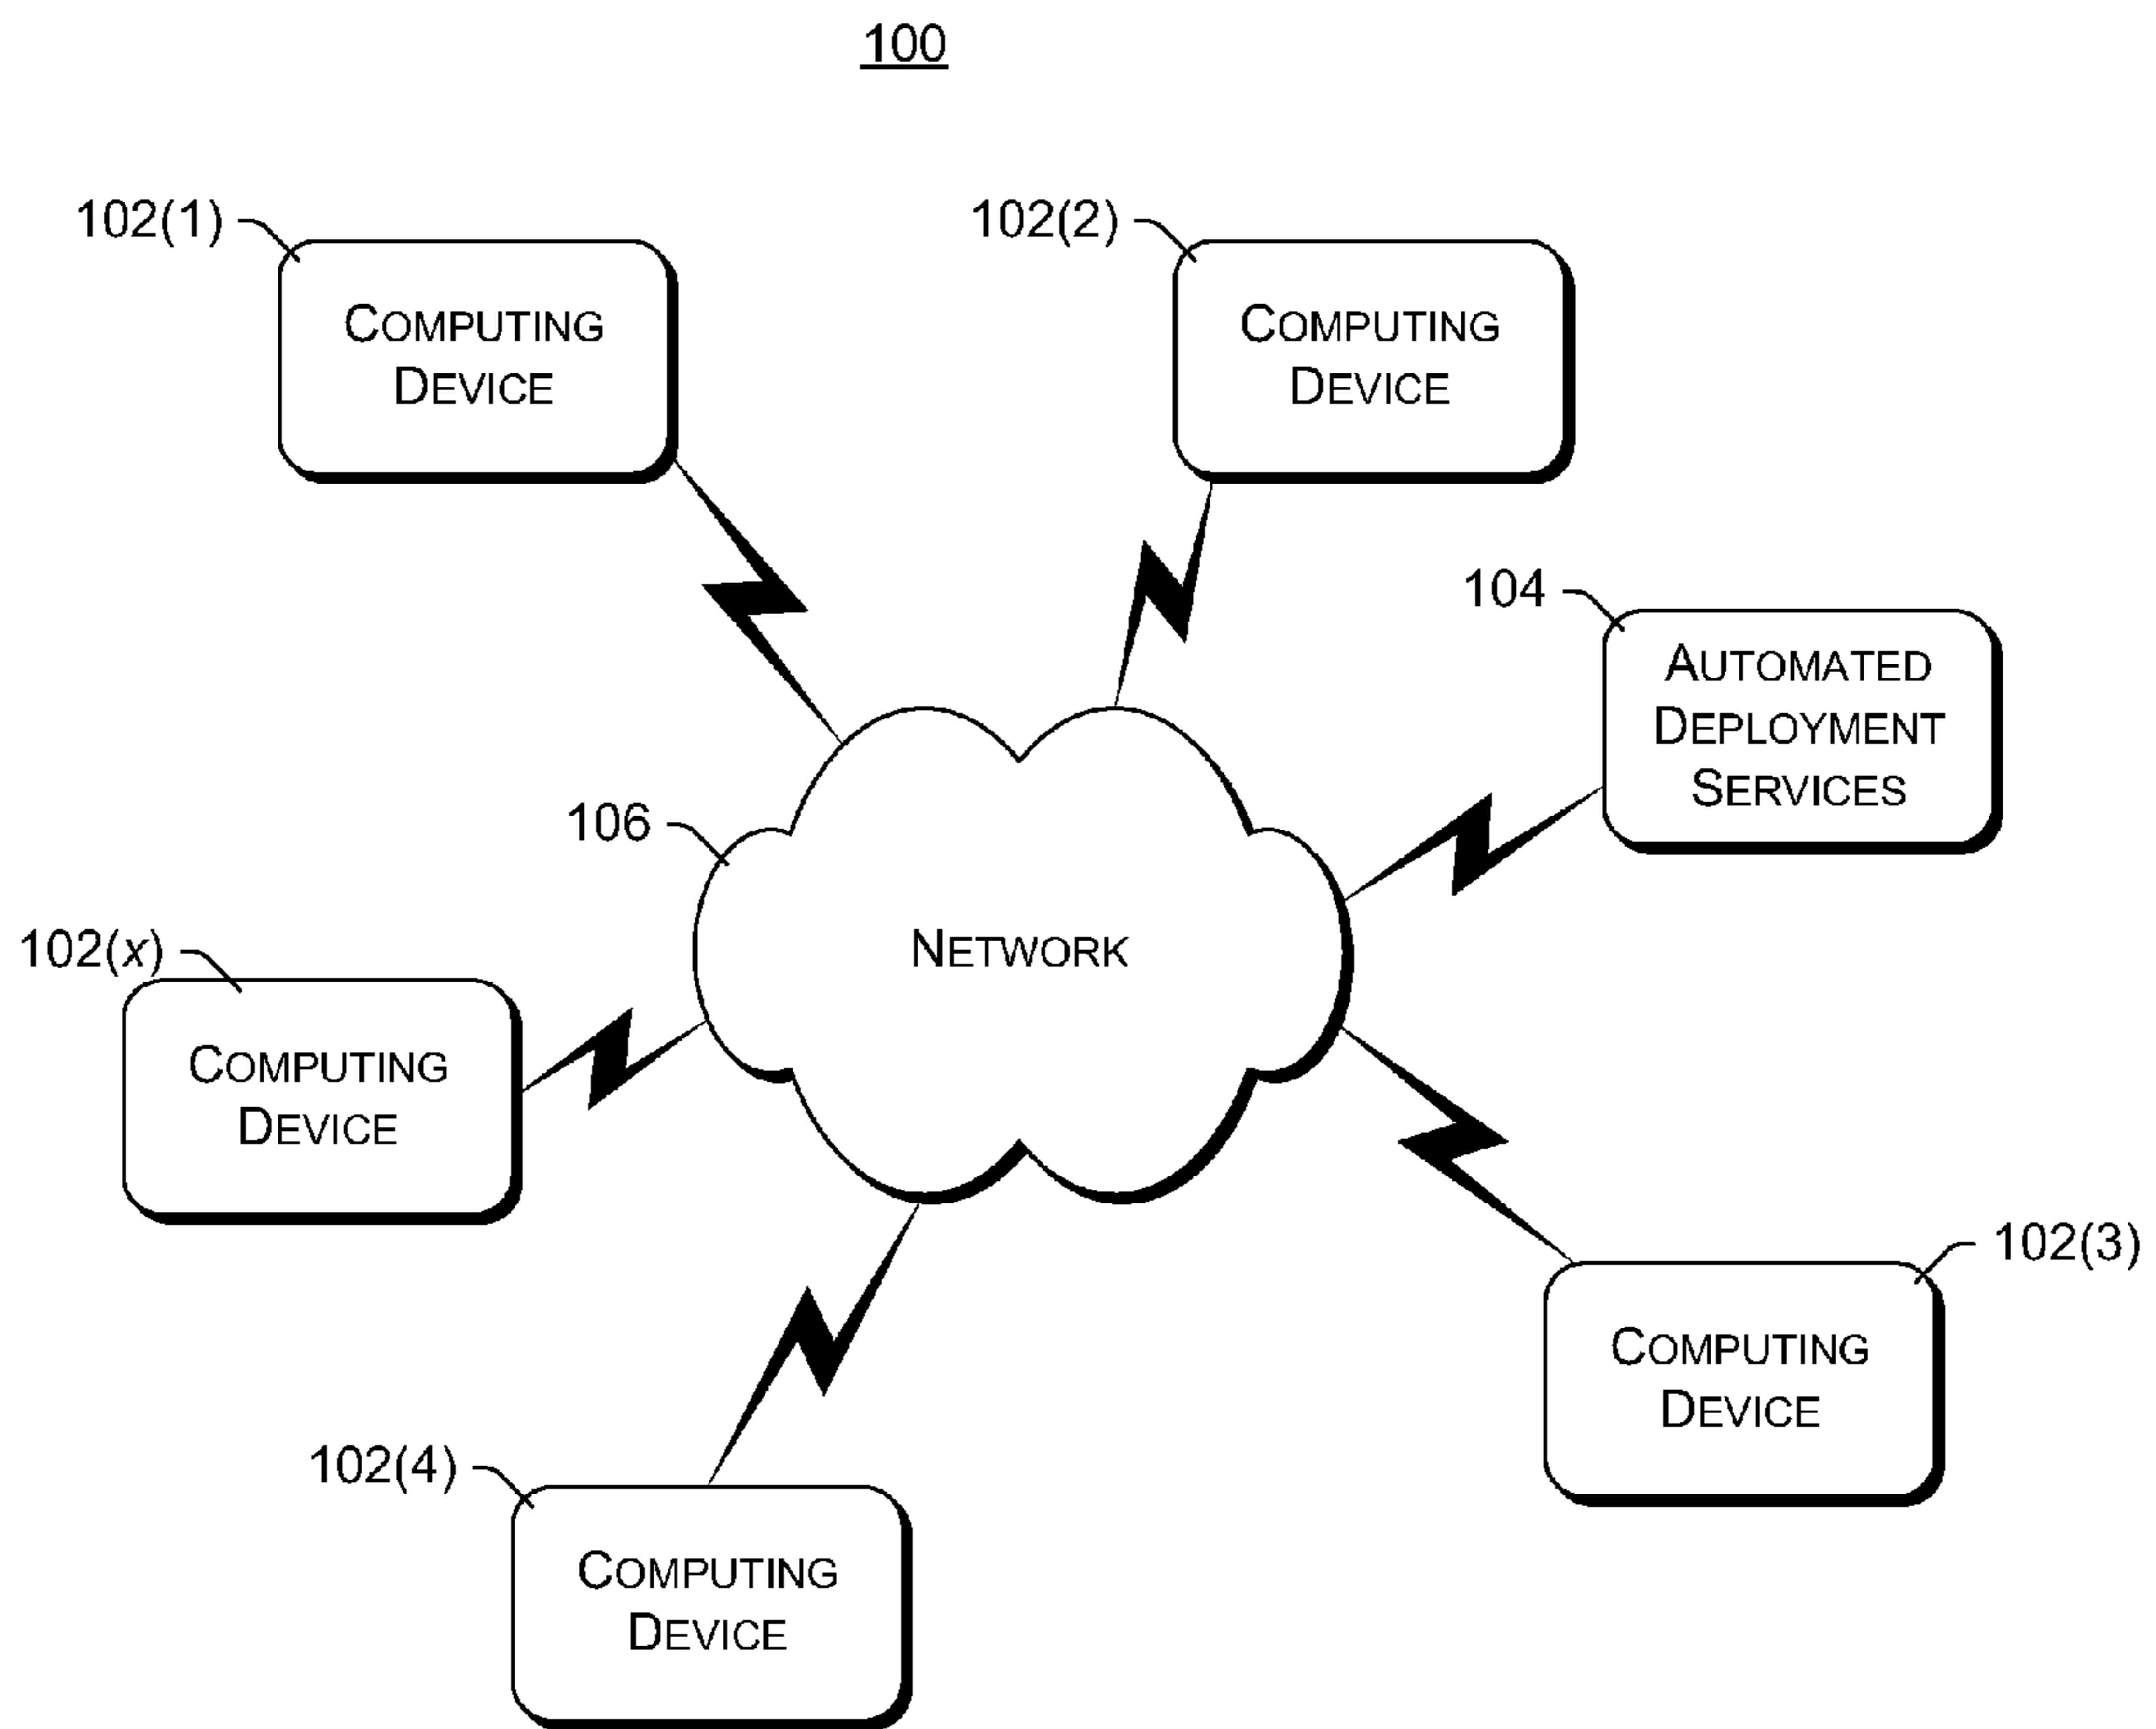 100
102(1)
102(2)
COMPUTING
DEVICE
COMPUTING
DEVICE
104
AUTOMATED
DEPLOYMENT
SERVICES
106
NETWORK
102(x)
COMPUTING
DEVICE
102(3)
COMPUTING
DEVICE
102(4)
COMPUTING
DEVICE